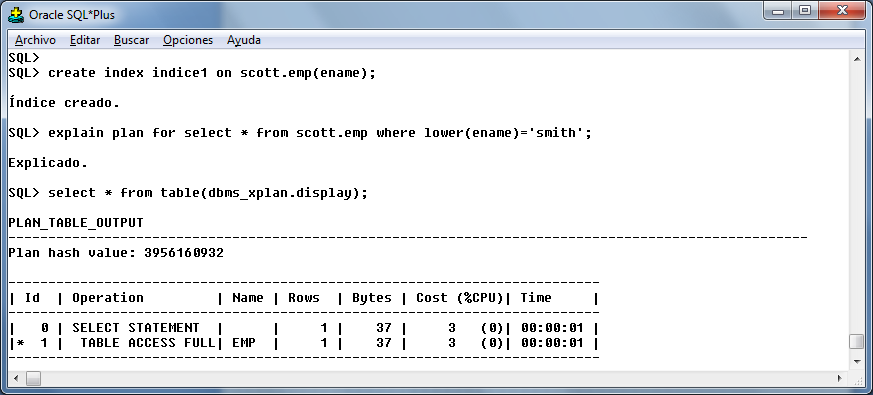 Oracle SQL*Plus
Archivo Editar Buscar Opciones Ayuda
SQL>
SQL> create index indice1 on scott.emp(ename);
Índice creado.
SQL> explain plan for select * from scott.emp where lower(ename)='smith';
Explicado.
SQL> select * from table(dbms_xplan.display);
PLAN_TABLE_OUTPUT
--------------------------------------------------------------------------------
Plan hash value: 3956160932
--------------------------------------------------------------------------
| Id  | Operation         | Name | Rows  | Bytes | Cost (%CPU)| Time     |
--------------------------------------------------------------------------
|   0 | SELECT STATEMENT  |      |     1 |    37 |     3   (0)| 00:00:01 |
|*  1 |  TABLE ACCESS FULL| EMP  |     1 |    37 |     3   (0)| 00:00:01 |
--------------------------------------------------------------------------